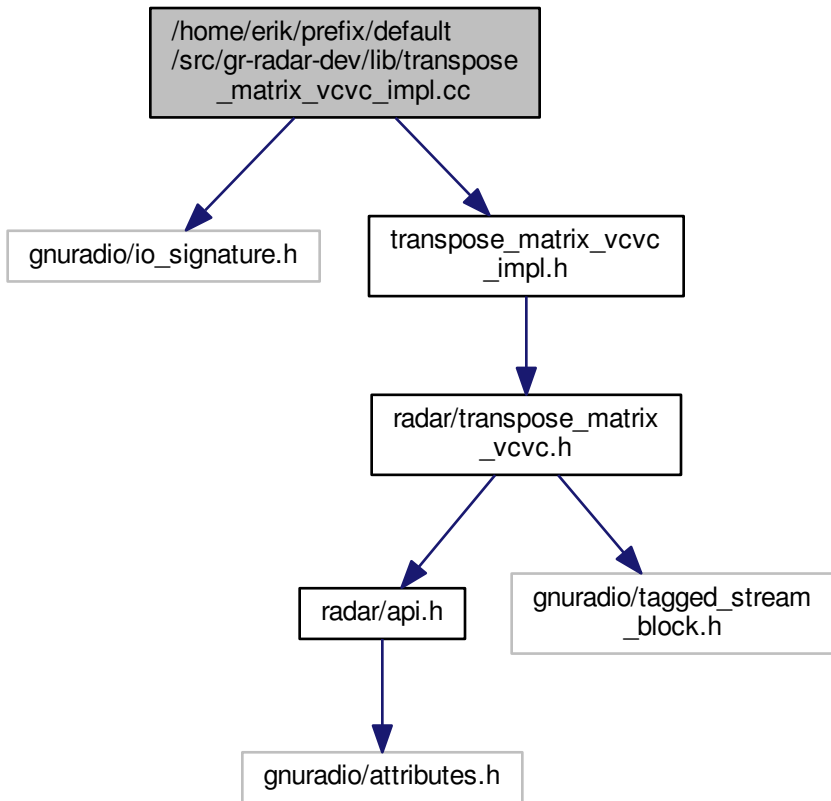 /home/erik/prefix/default
/src/gr-radar-dev/lib/transpose
_matrix_vcvc_impl.cc
gnuradio/io_signature.h
transpose_matrix_vcvc
_impl.h
radar/transpose_matrix
_vcvc.h
radar/api.h
gnuradio/tagged_stream
_block.h
gnuradio/attributes.h